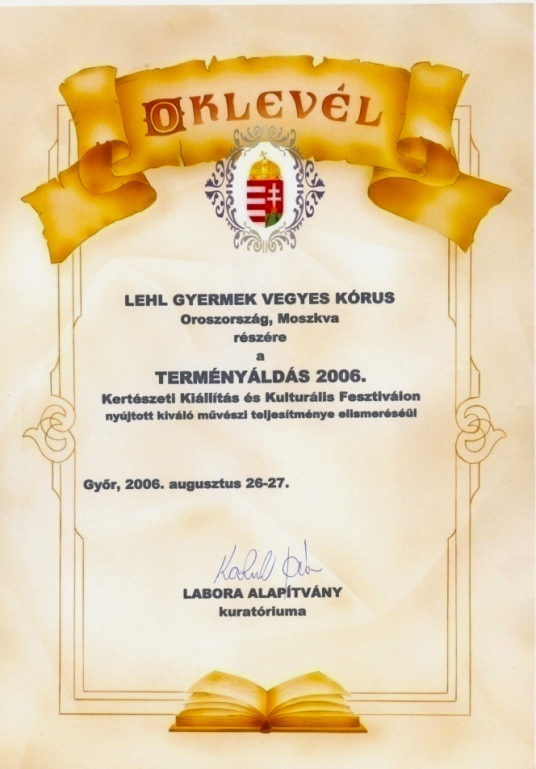 OKLEVÉL
LEHL GYERMEK VEGYES KÓRUS
Oroszország, Moszkva
részére
a
TERMÉNYÁLDÁS 2006.
Kertészeti Kiállítás és Kulturális Fesztiválon
nyújtott kiváló művészi teljesítménye elismeréséül
Győr, 2006. augusztus 26-27.
LABORA ALAPÍTVÁNY
kuratóriuma